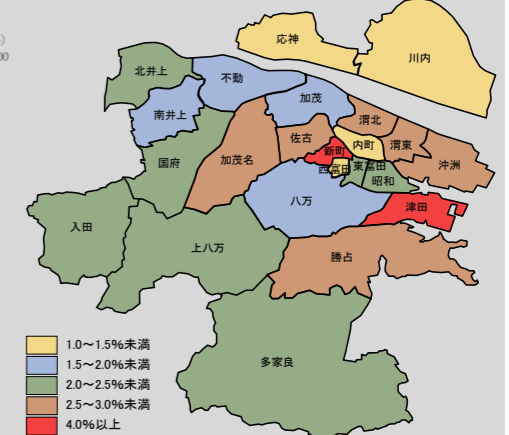 )
00
応神
川内
北井上
不動
加茂
南井上
渭北
佐古
新町
内町
渭東
国府
加茂名
西富田
東富田
沖洲
昭和
八万
津田
入田
上八万
勝占
多家良
1.0～1.5%未満
1.5～2.0%未満
2.0～2.5%未満
2.5～3.0%未満
4.0%以上